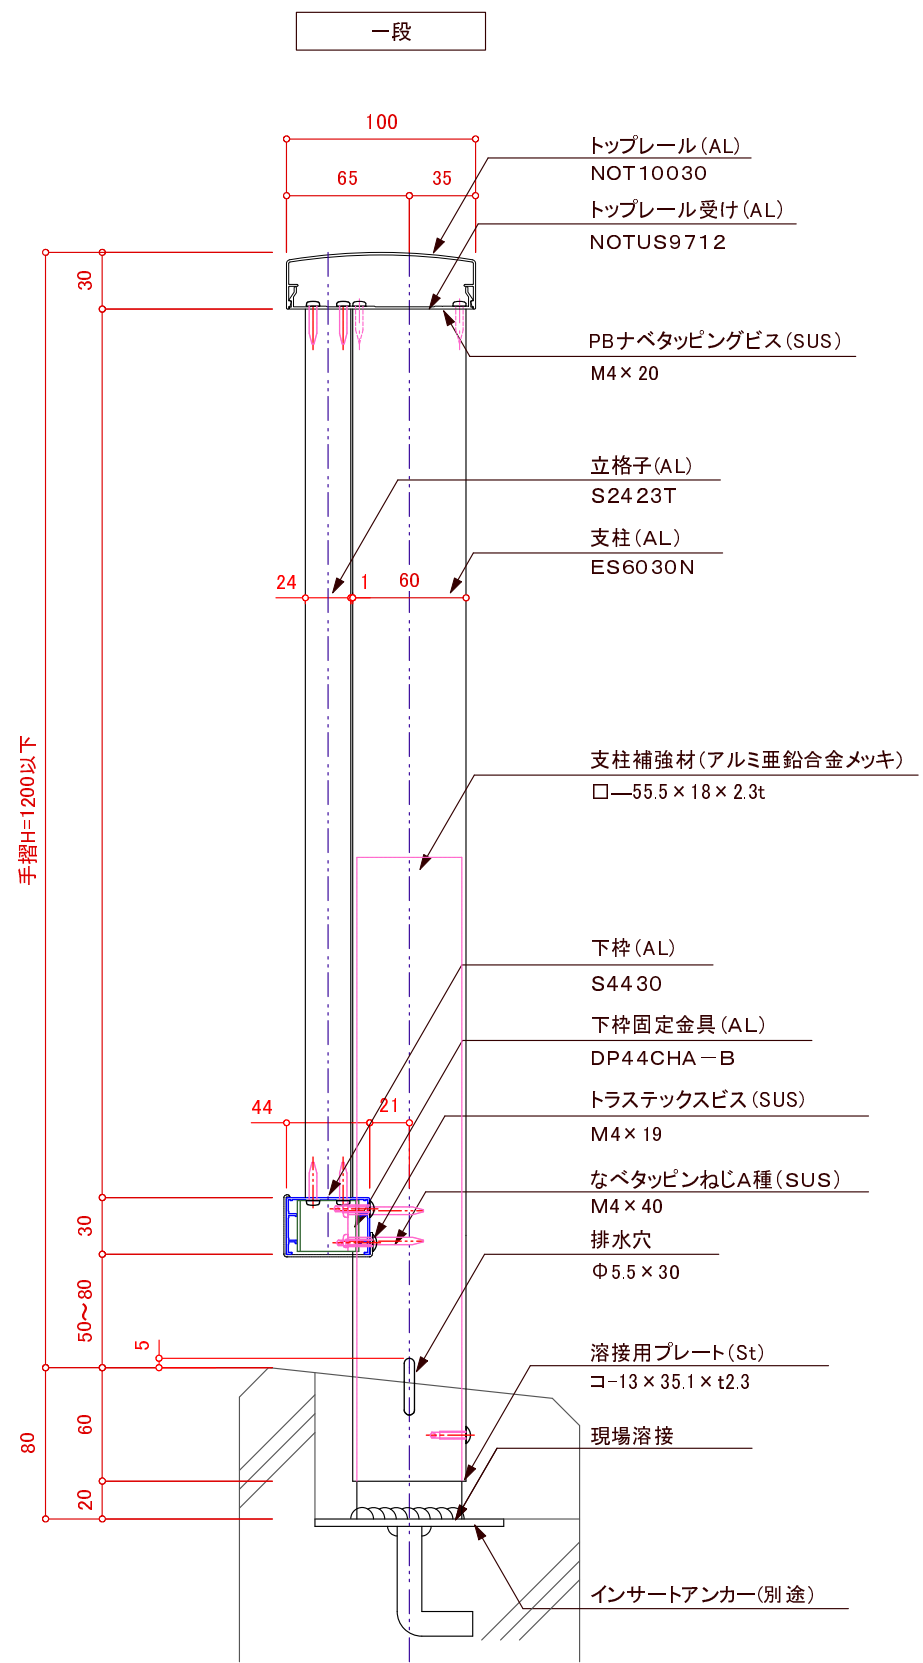 一段
100
65
35
トップレール(AL)
NOT10030
トップレール受け(AL)
NOTUS9712
30
PBナベタッピングビス(SUS)
M4×20
立格子(AL)
S2423T
支柱(AL)
ES6030N
24
1
60
手摺H=1200以下
支柱補強材(アルミ亜鉛合金メッキ)
口―55.5×18×2.3t
下枠(AL)
S4430
下枠固定金具(AL)
DP44CHA－B
44
21
トラステックスビス(SUS)
M4×19
なベタッピンねじA種(SUS)
M4×40
30
排水穴
Φ5.5×30
50～80
5
溶接用プレート(St)
コ-13×35.1×t2.3
60
現場溶接
80
20
インサートアンカー(別途)